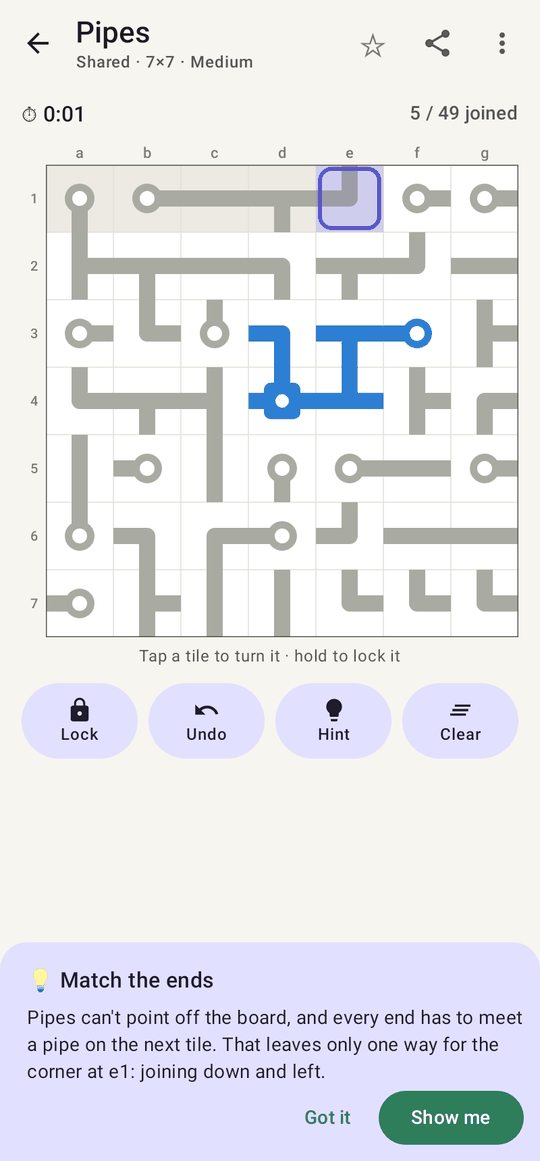 Pipes
Shared · 7×7 · Medium
0:01
5 / 49 joined
a b c d e f g
1
2
3
4
5
6
7
Tap a tile to turn it · hold to lock it
Lock Undo Hint Clear
Match the ends
Pipes can't point off the board, and every end has to meet
a pipe on the next tile. That leaves only one way for the
corner at e1: joining down and left.
Got it Show me